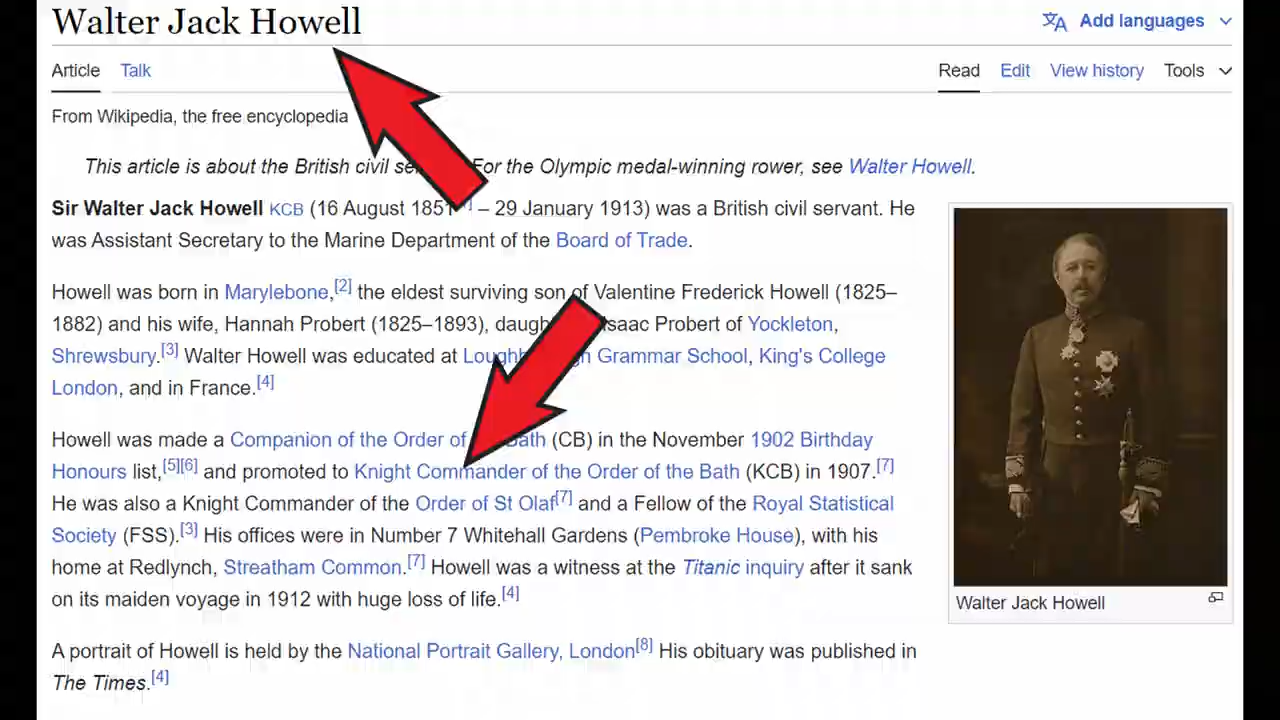 Walter Jack Howell
Add languages
Article Talk Read Edit View history Tools
From Wikipedia, the free encyclopedia
This article is about the British civil For the Olympic medal-winning rower, see Walter Howell.
Sir Walter Jack Howell KCB (16 August 1851 – 29 January 1913) was a British civil servant. He
was Assistant Secretary to the Marine Department of the Board of Trade.
Howell was born in Marylebone,[2] the eldest surviving son of Valentine Frederick Howell (1825–
1882) and his wife, Hannah Probert (1825–1893), Isaac Probert of Yockleton,
Shrewsbury.[3] Walter Howell was educated at Grammar School, King's College
London, and in France.[4]
Howell was made a Companion of the Order of Bath (CB) in the November 1902 Birthday
Honours list,[5][6] and promoted to Knight Commander of the Order of the Bath (KCB) in 1907.[7]
He was also a Knight Commander of the Order of St Olaf[7] and a Fellow of the Royal Statistical
Society (FSS).[3] His offices were in Number 7 Whitehall Gardens (Pembroke House), with his
home at Redlynch, Streatham Common.[7] Howell was a witness at the Titanic inquiry after it sank
on its maiden voyage in 1912 with huge loss of life.[4]
A portrait of Howell is held by the National Portrait Gallery, London[8] His obituary was published in
The Times.[4]
Walter Jack Howell